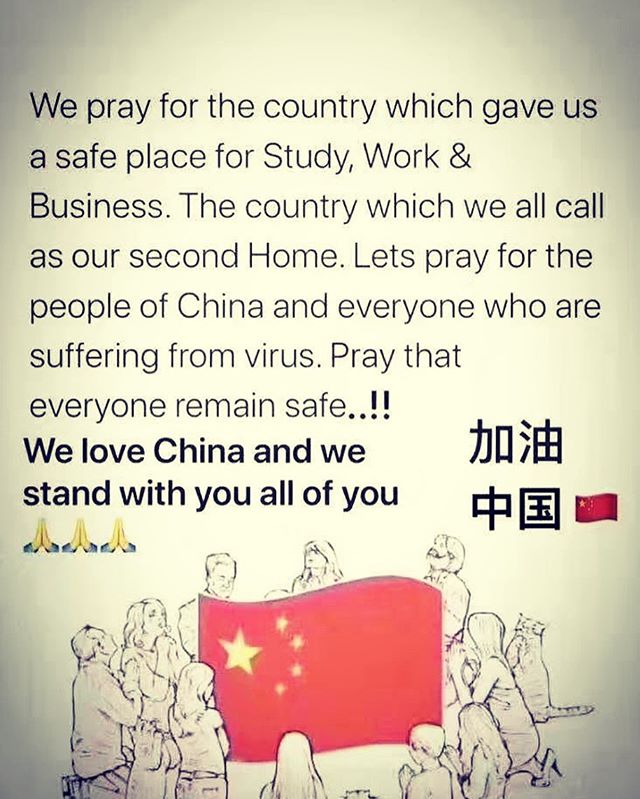 We pray for the country which gave us
a safe place for Study, Work &
Business. The country which we all call
as our second Home. Lets pray for the
people of China and everyone who are
suffering from virus. Pray that
everyone remain safe..!!
We love China and we
stand with you all of you
🙏🙏🙏
加油
中国🇨🇳